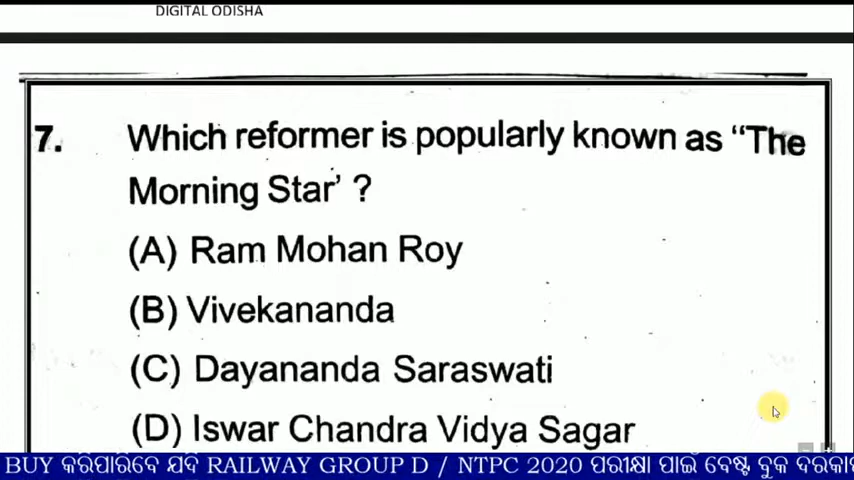 DIGITAL ODISHA
7. Which reformer is popularly known as “The
Morning Star’ ?
(A) Ram Mohan Roy
(B) Vivekananda
(C) Dayananda Saraswati
(D) Iswar Chandra Vidya Sagar
BUY କରିପାରିବେ ଯଦି RAILWAY GROUP D / NTPC 2020 ପରୀକ୍ଷା ପାଇଁ ବେଷ୍ଟ ବୁକ ଦରକା